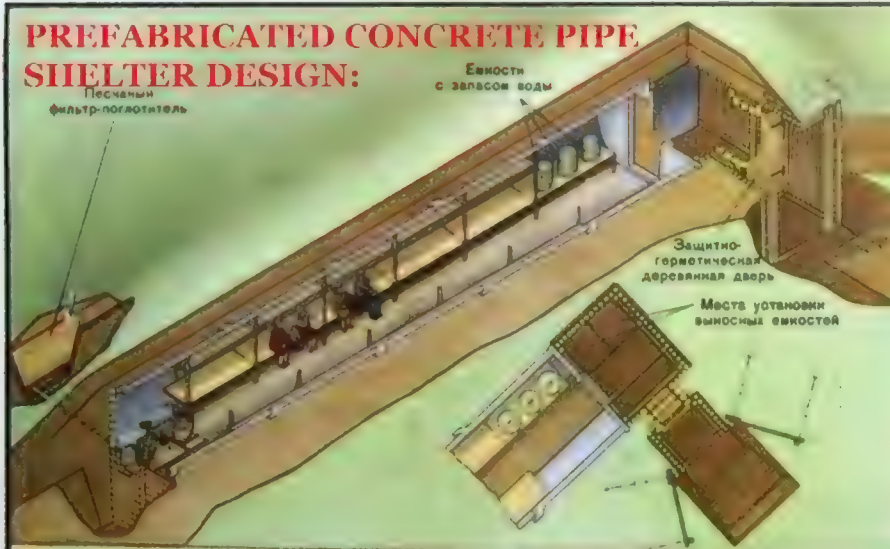 PREFABRICATED CONCRETE PIPE
SHELTER DESIGN:
Песчаный
фильтр-поглотитель
Емкости
с запасом воды
Защитно-
герметическая
деревянная дверь
Места установки
выносных емкостей